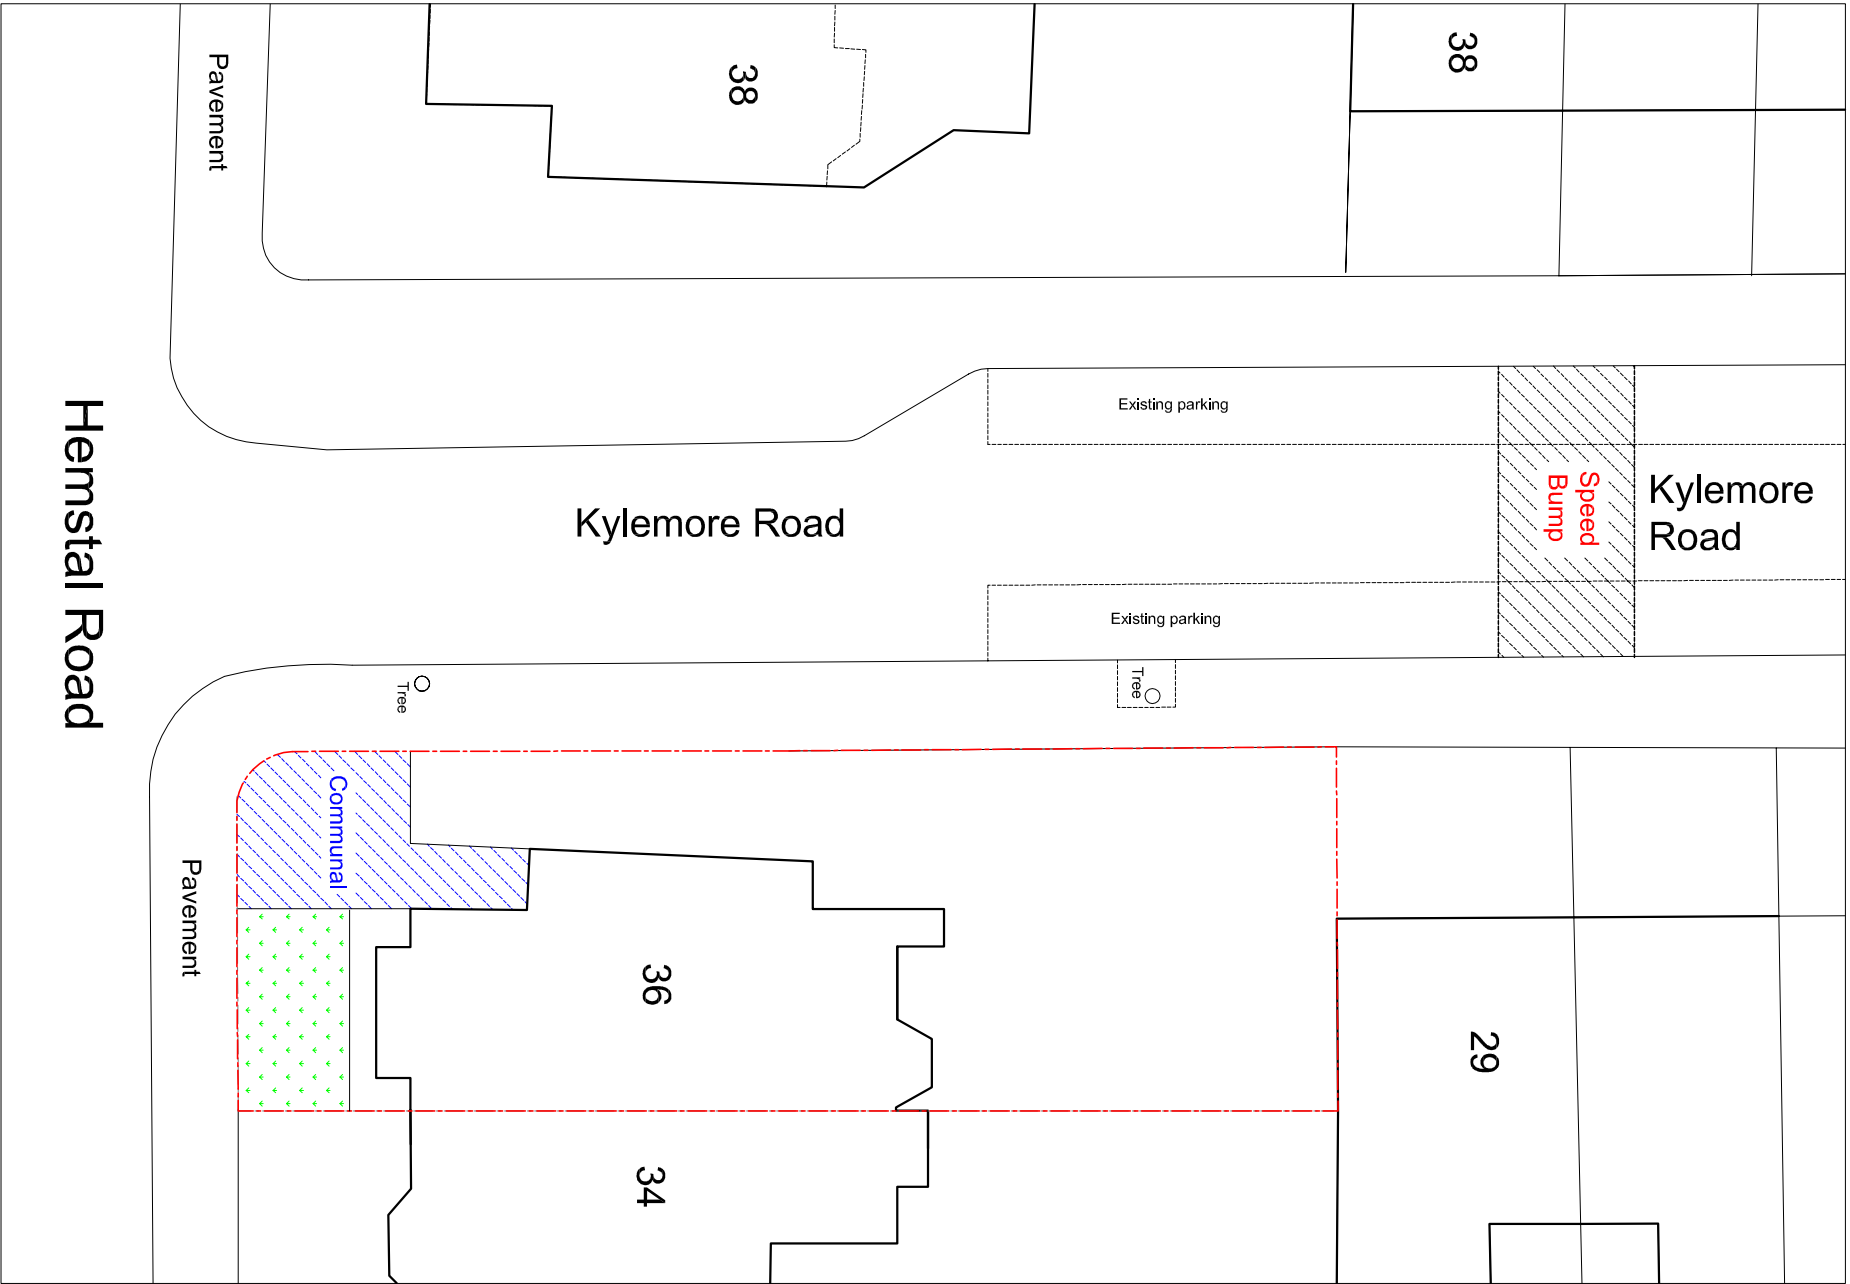 Pavement
38
38
Existing parking
Hemstal Road
Kylemore Road
Speed
Bump
Kylemore
Road
Existing parking
Tree
Tree
Communal
Pavement
36
29
34